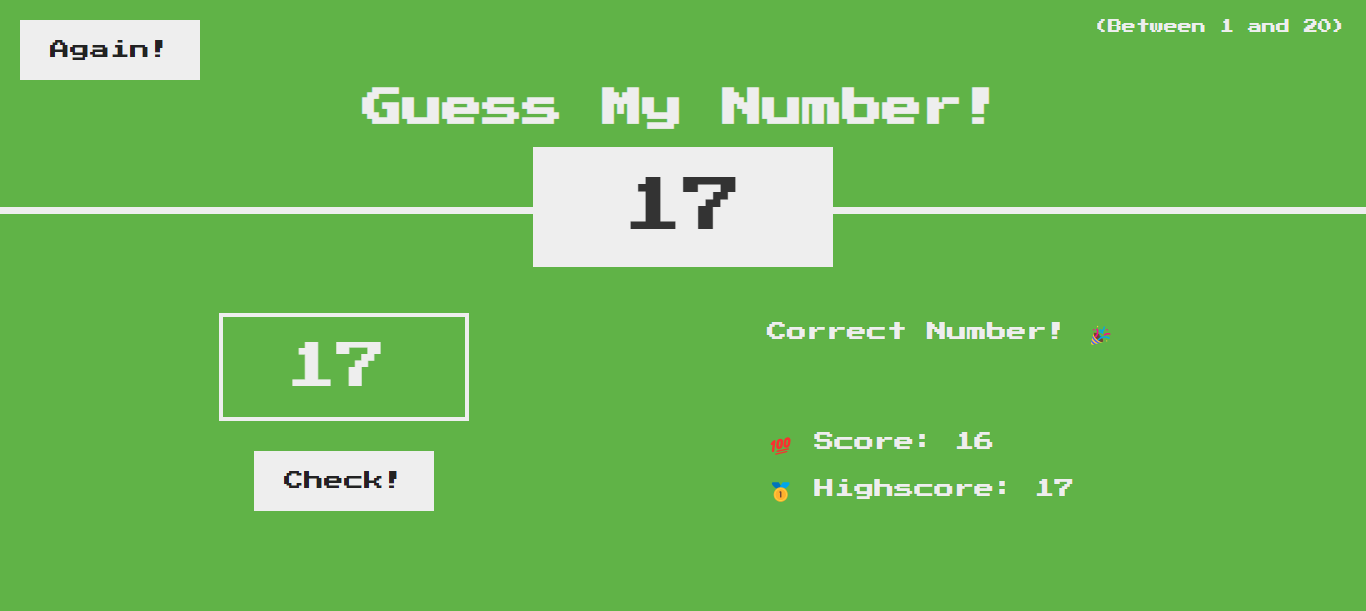 Again!
(Between 1 and 20)
Guess My Number!
17
17
Check!
Correct Number! 🎉
💯 Score: 16
🥇 Highscore: 17